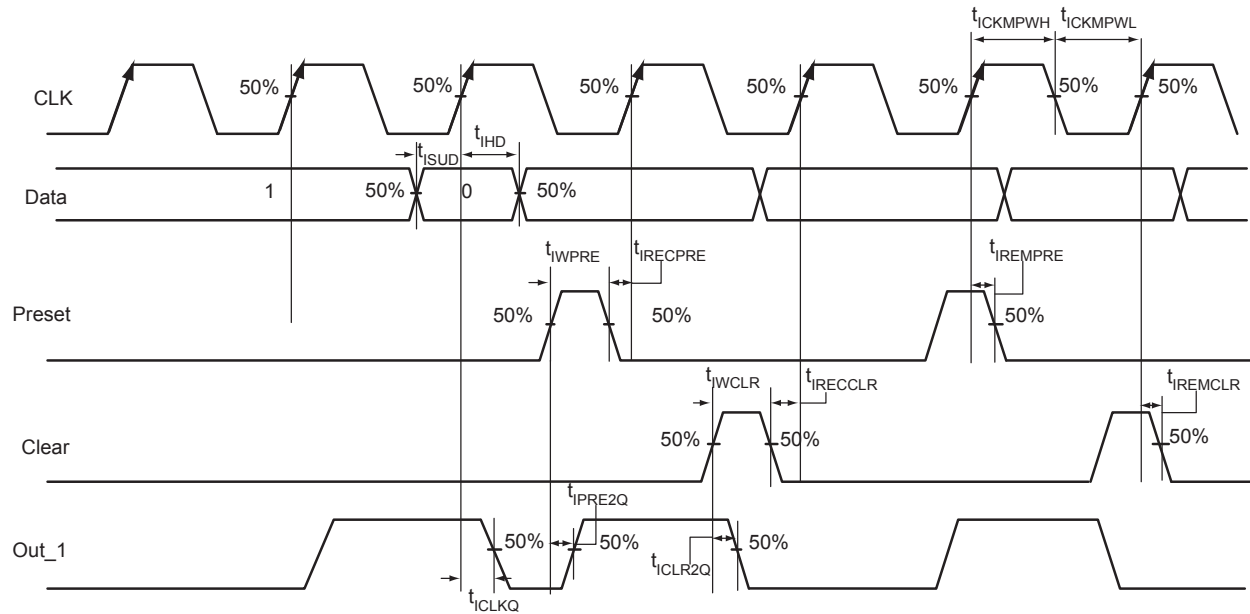 tICKMPWH tICKMPWL
CLK 50% 50% 50% 50% 50% 50% 50%
tISUD tIHD
Data 1 50% 0 50%
tIWPRE tIRECPRE tIREMPRE
Preset 50% 50% 50%
tIWCLR tIRECCLR tIREMCLR
Clear 50% 50% 50%
tIPRE2Q
Out_1 50% 50% 50%
tICLR2Q
tICLKQ